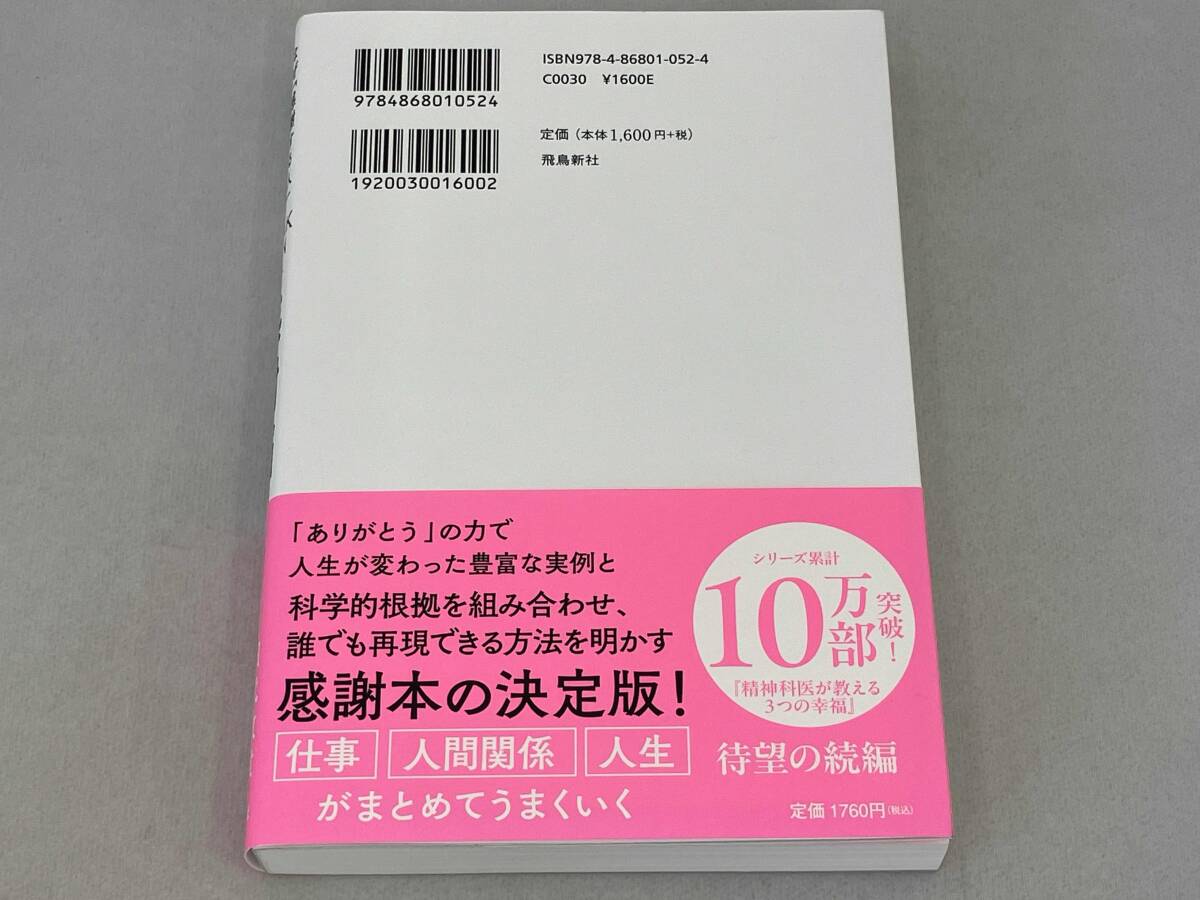 ISBN978-4-86801-052-4
C0030 ¥1600E
9784868010524
定価（本体1,600円+税）
飛鳥新社
1920030016002
「ありがとう」の力で
人生が変わった豊富な実例と
科学的根拠を組み合わせ、
誰でも再現できる方法を明かす
感謝本の決定版！
仕事 人間関係 人生
がまとめてうまくいく
シリーズ累計
10万部突破！
『精神科医が教える
3つの幸福』
待望の続編
定価 1760円（税込）